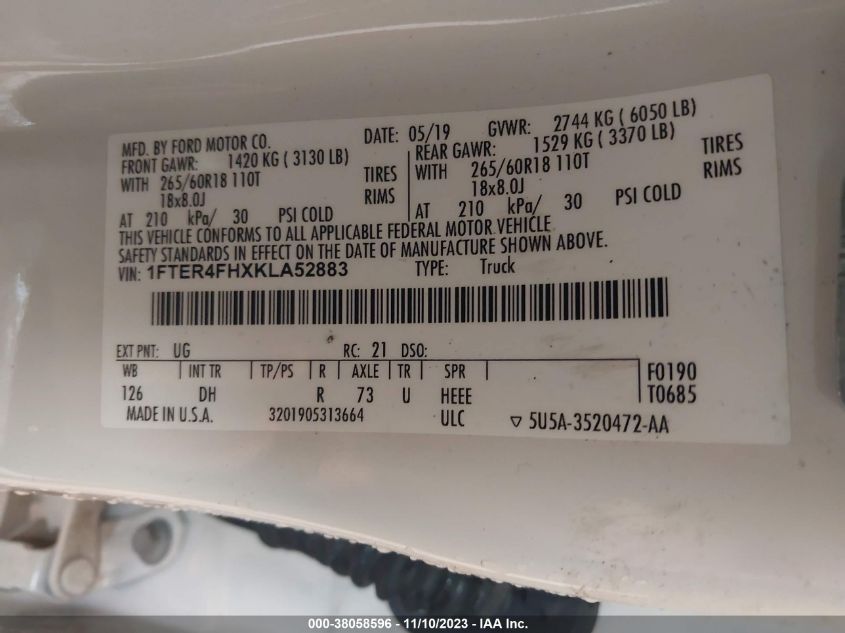 MFD. BY FORD MOTOR CO. DATE: 05/19 GVWR: 2744 KG ( 6050 LB)
FRONT GAWR: 1420 KG ( 3130 LB) REAR GAWR: 1529 KG ( 3370 LB)
WITH 265/60R18 110T TIRES WITH 265/60R18 110T TIRES
18x8.0J RIMS 18x8.0J RIMS
AT 210 kPa/ 30 PSI COLD AT 210 kPa/ 30 PSI COLD
THIS VEHICLE CONFORMS TO ALL APPLICABLE FEDERAL MOTOR VEHICLE
SAFETY STANDARDS IN EFFECT ON THE DATE OF MANUFACTURE SHOWN ABOVE.
VIN: 1FTER4FHXKLA52883 TYPE: Truck
EXT PNT: UG RC: 21 DSO:
WB INT TR TP/PS R AXLE TR SPR F0190
126 DH R 73 U HEEE T0685
MADE IN U.S.A. 3201905313664 ULC ▽ 5U5A-3520472-AA
000-38058596 - 11/10/2023 - IAA Inc.